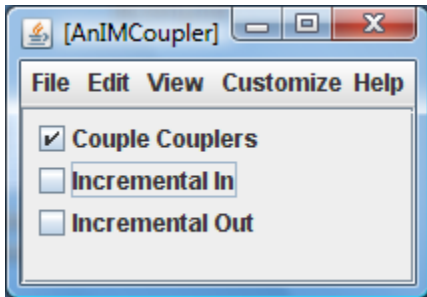 [AnIMCoupler]
File Edit View Customize Help
Couple Couplers
Incremental In
Incremental Out